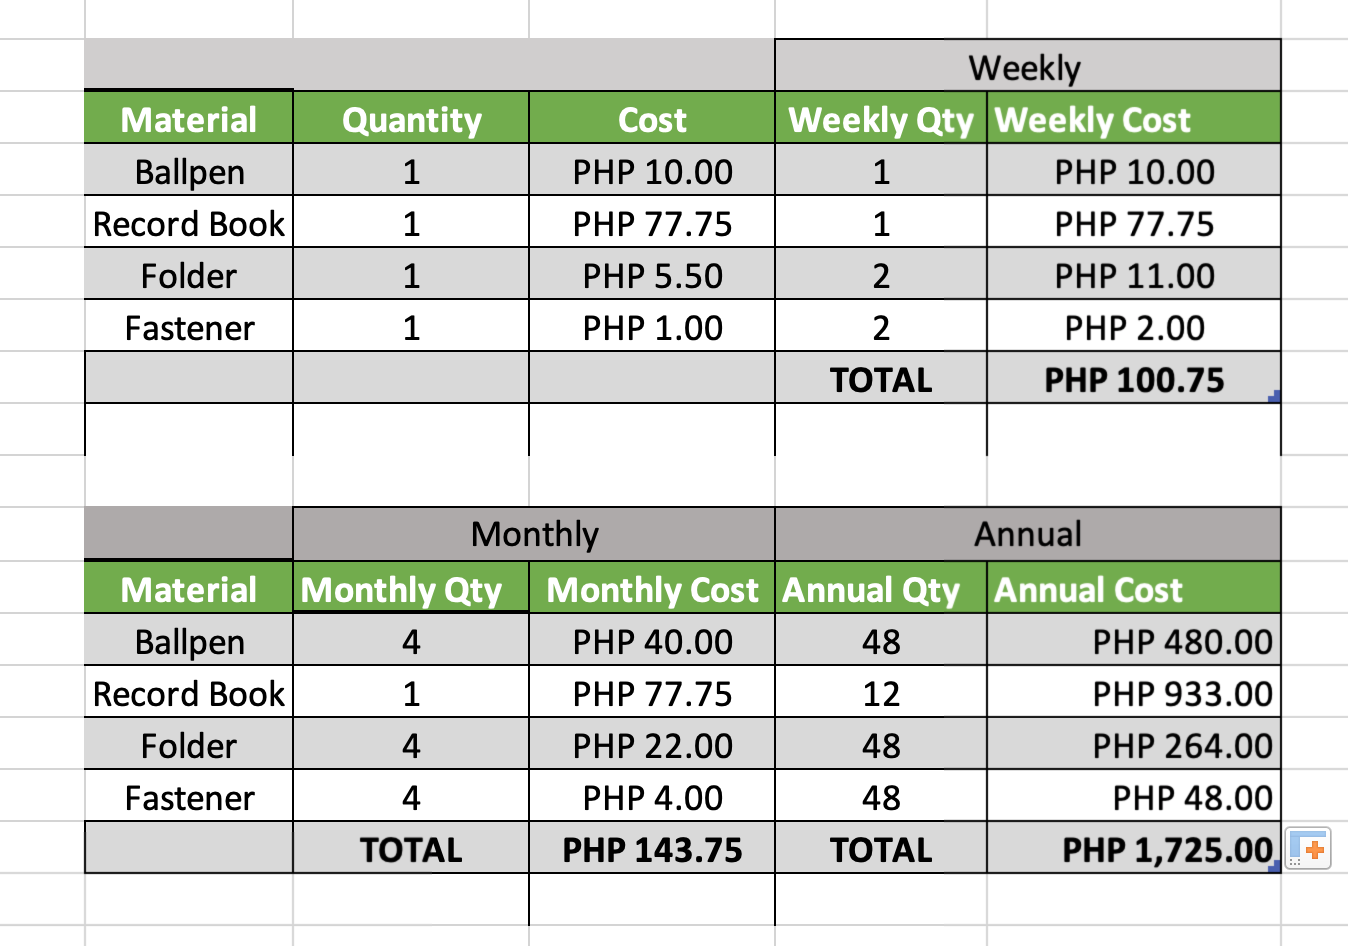 Weekly
Material Quantity Cost Weekly Qty Weekly Cost
Ballpen 1 PHP 10.00 1 PHP 10.00
Record Book 1 PHP 77.75 1 PHP 77.75
Folder 1 PHP 5.50 2 PHP 11.00
Fastener 1 PHP 1.00 2 PHP 2.00
TOTAL PHP 100.75
Monthly Annual
Material Monthly Qty Monthly Cost Annual Qty Annual Cost
Ballpen 4 PHP 40.00 48 PHP 480.00
Record Book 1 PHP 77.75 12 PHP 933.00
Folder 4 PHP 22.00 48 PHP 264.00
Fastener 4 PHP 4.00 48 PHP 48.00
TOTAL PHP 143.75 TOTAL PHP 1,725.00